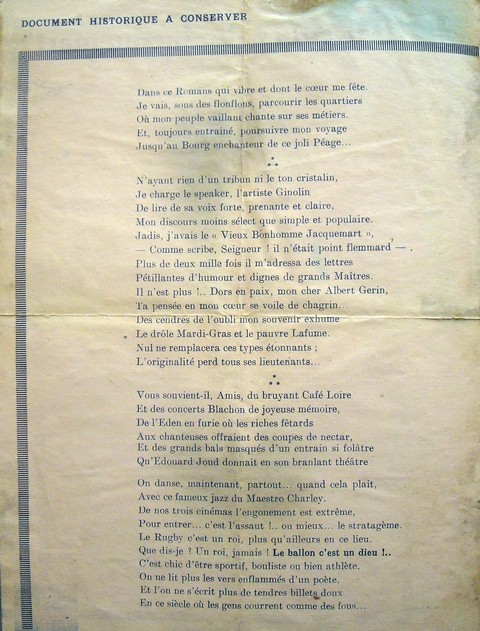 DOCUMENT HISTORIQUE A CONSERVER
Dans ce Romans qui vibre et dont le cœur me fête.
Je vais, sous des flonflons, parcourir les quartiers
Où mon peuple vaillant chante sur ses métiers.
Et, toujours entrainé, poursuivre mon voyage
Jusqu'au Bourg enchanteur de ce joli Péage...
N'ayant rien d'un tribun ni le ton cristalin,
Je charge le speaker, l'artiste Ginolin
De lire de sa voix forte, prenante et claire,
Mon discours moins sélect que simple et populaire.
Jadis, j'avais le « Vieux Bonhomme Jacquemart »,
— Comme scribe, Seigneur ! il n'était point flemmard — .
Plus de deux mille fois il m'adressa des lettres
Pétillantes d'humour et dignes de grands Maîtres.
Il n'est plus !.. Dors en paix, mon cher Albert Gerin,
Ta pensée en mon cœur se voile de chagrin...
Des cendres de l'oubli mon souvenir exhume
Le drôle Mardi-Gras et le pauvre Lafume.
Nul ne remplacera ces types étonnants ;
L'originalité perd tous ses lieutenants...
Vous souvient-il, Amis, du bruyant Café Loire
Et des concerts Blachon de joyeuse mémoire,
De l'Eden en furie où les riches fêtards
Aux chanteuses offraient des coupes de nectar,
Et des grands bals masqués d'un entrain si folâtre
Qu'Edouard Joud donnait en son branlant théâtre
On danse, maintenant, partout... quand cela plait,
Avec ce fameux jazz du Maestro Charley.
De nos trois cinémas l'engonement est extrême,
Pour entrer... c'est l'assaut !.. ou mieux... le stratagème.
Le Rugby c'est un roi, plus qu'ailleurs en ce lieu.
Que dis-je ? Un roi, jamais ! Le ballon c'est un dieu !..
C'est chic d'être sportif, bouliste ou bien athlète,
On ne lit plus les vers enflammés d'un poète,
Et l'on ne s'écrit plus de tendres billets doux
En ce siècle où les gens courrent comme des fous...